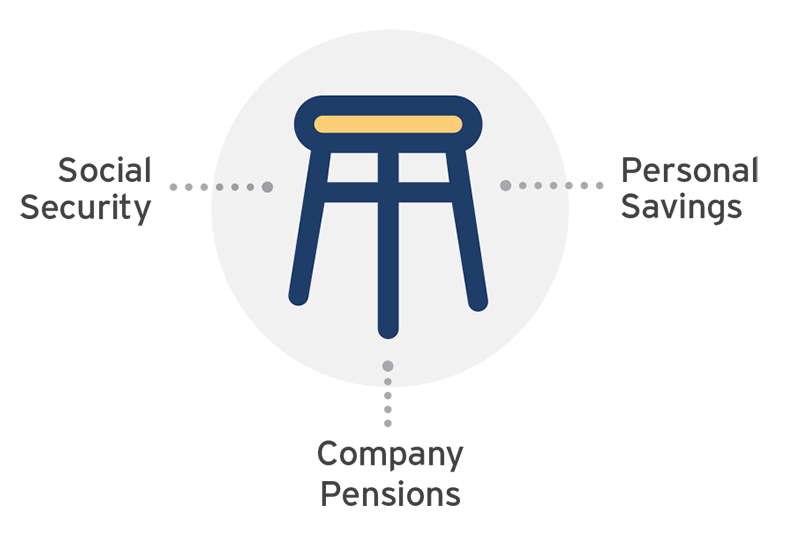 Social
Security
Personal
Savings
Company
Pensions